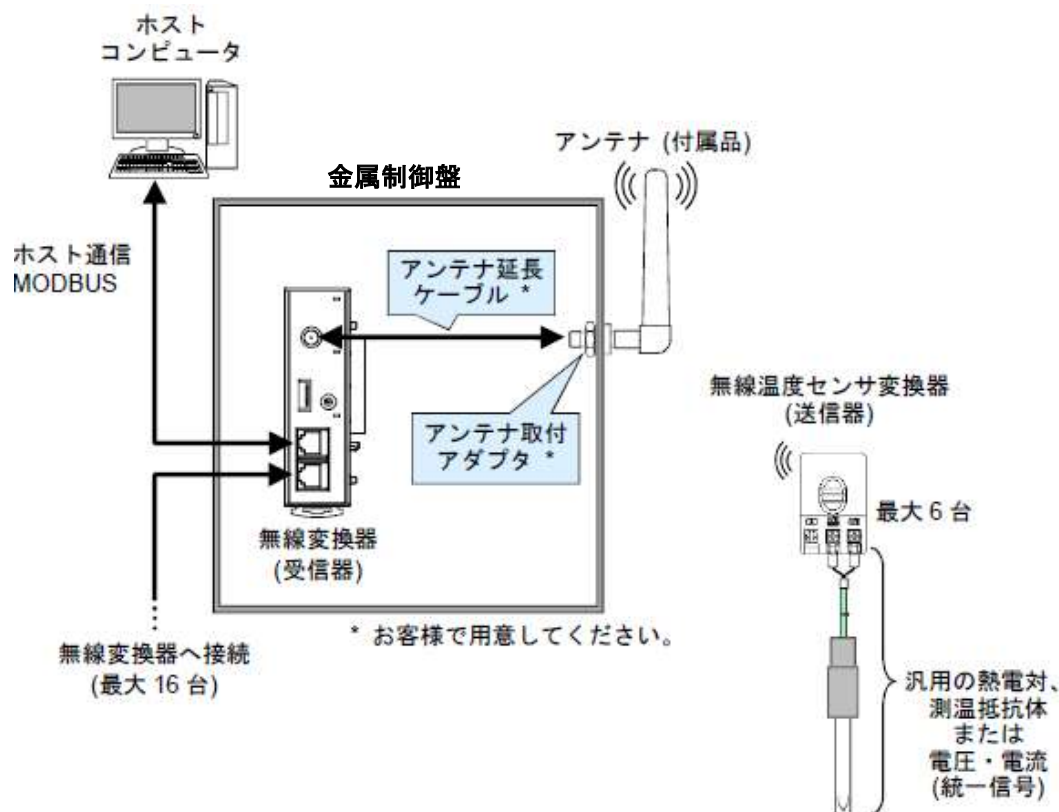 ホスト
コンピュータ
アンテナ (付属品)
金属制御盤
ホスト通信
MODBUS
アンテナ延長
ケーブル *
無線温度センサ変換器
(送信器)
アンテナ取付
アダプタ *
最大 6 台
無線変換器
(受信器)
* お客様で用意してください。
無線変換器へ接続
(最大 16 台)
汎用の熱電対、
測温抵抗体
または
電圧・電流
(統一信号)